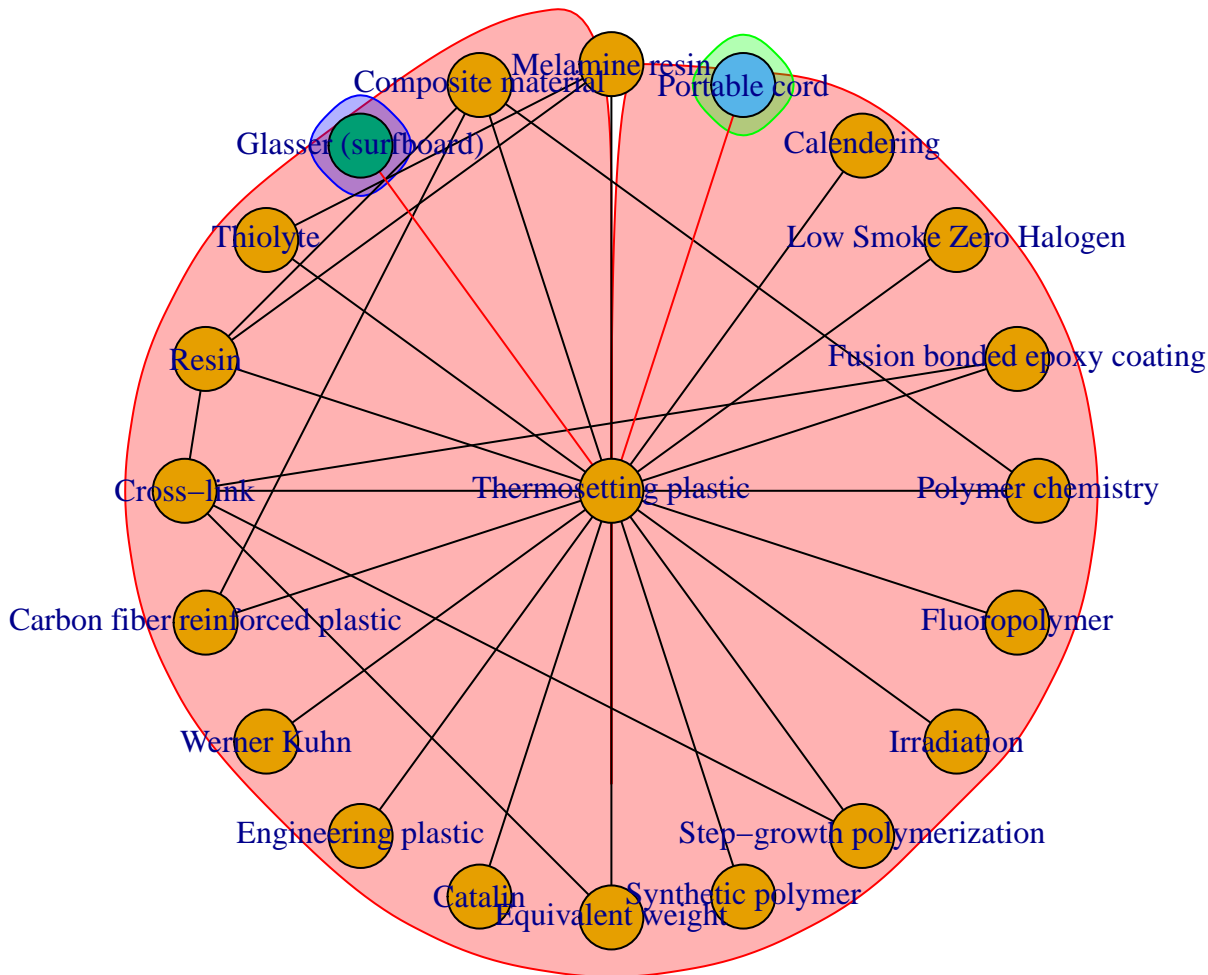 Melamine resin
Composite material
Portable cord
Glasser (surfboard)
Calendering
Thiolyte
Low Smoke Zero Halogen
Resin
Fusion bonded epoxy coating
Cross−link
Thermosetting plastic
Polymer chemistry
Carbon fiber reinforced plastic
Fluoropolymer
Werner Kuhn
Irradiation
Engineering plastic
Step−growth polymerization
Catalin
Synthetic polymer
Equivalent weight